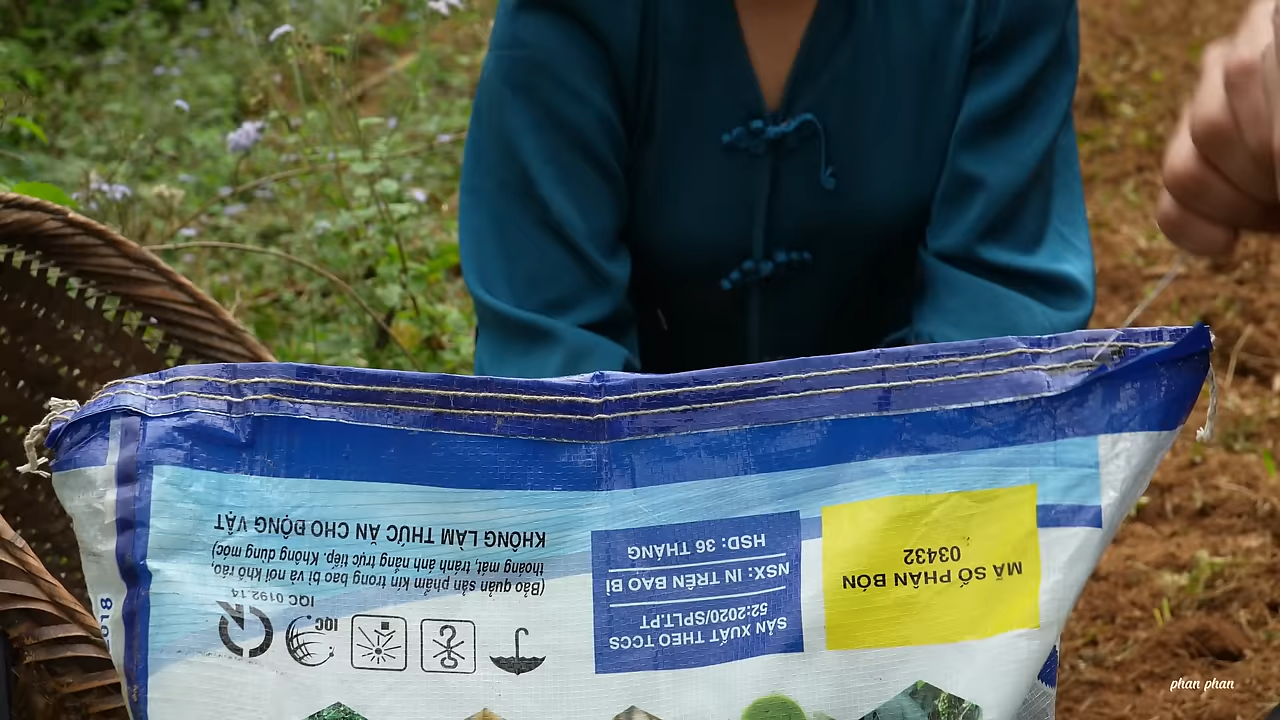 MÃ SỐ PHÂN BÓN
03432
SẢN XUẤT THEO TCCS
52:2020/SPLT.PT
NSX: IN TRÊN BAO BÌ
HSD: 36 THÁNG
IQC
IQC 0192.14
(Bảo quản sản phẩm trong bao bì và nơi khô ráo,
thoáng mát, tránh ánh nắng trực tiếp. Không dùng móc)
KHÔNG LÀM THỨC ĂN CHO ĐỘNG VẬT
phan phan